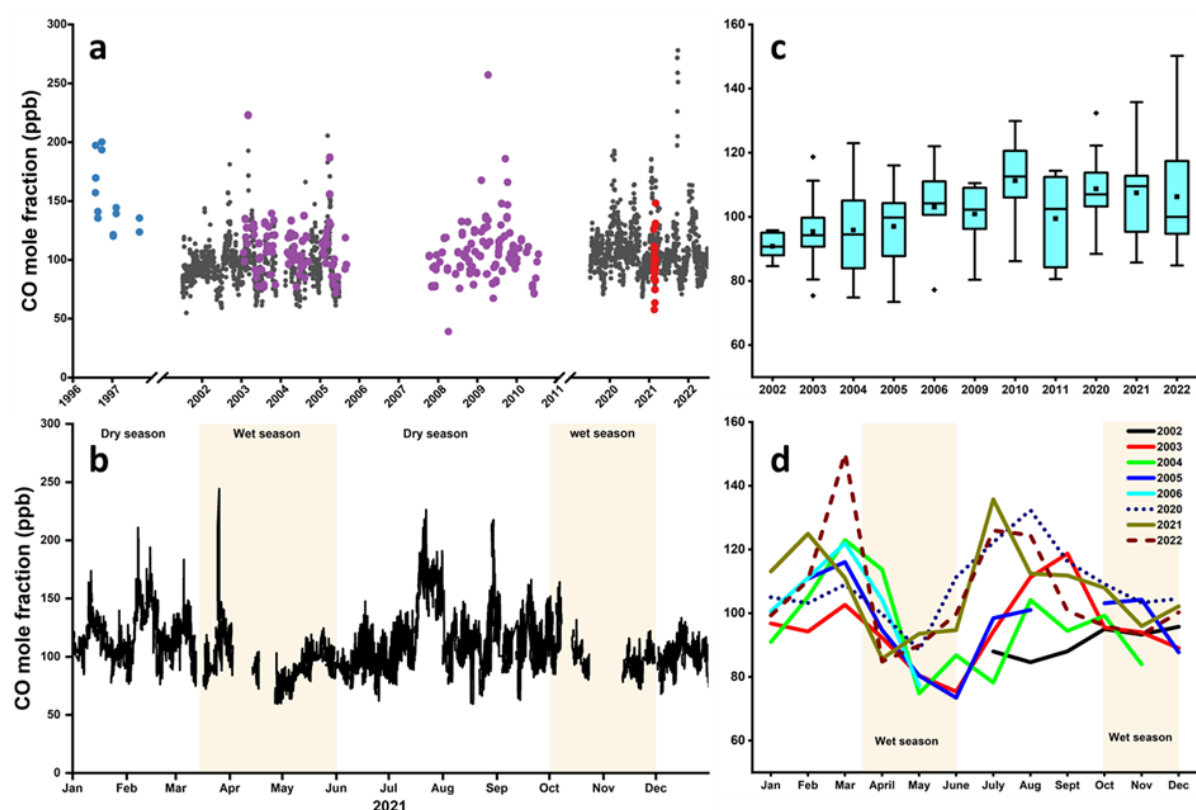 a
CO mole fraction (ppb)
300
250
200
150
100
50
0
1996
1997
2002
2003
2004
2005
2006
2007
2008
2009
2010
2011
2020
2021
2022
c
160
140
120
100
80
60
2002
2003
2004
2005
2006
2009
2010
2011
2020
2021
2022
b
CO mole fraction (ppb)
300
250
200
150
100
50
0
Dry season
Wet season
Dry season
wet season
Jan
Feb
Mar
Apr
May
Jun
Jul
Aug
Sep
Oct
Nov
Dec
2021
d
160
140
120
100
80
60
2002
2003
2004
2005
2006
2020
2021
2022
Wet season
Wet season
Jan
Feb
Mar
April
May
June
July
Aug
Sept
Oct
Nov
Dec